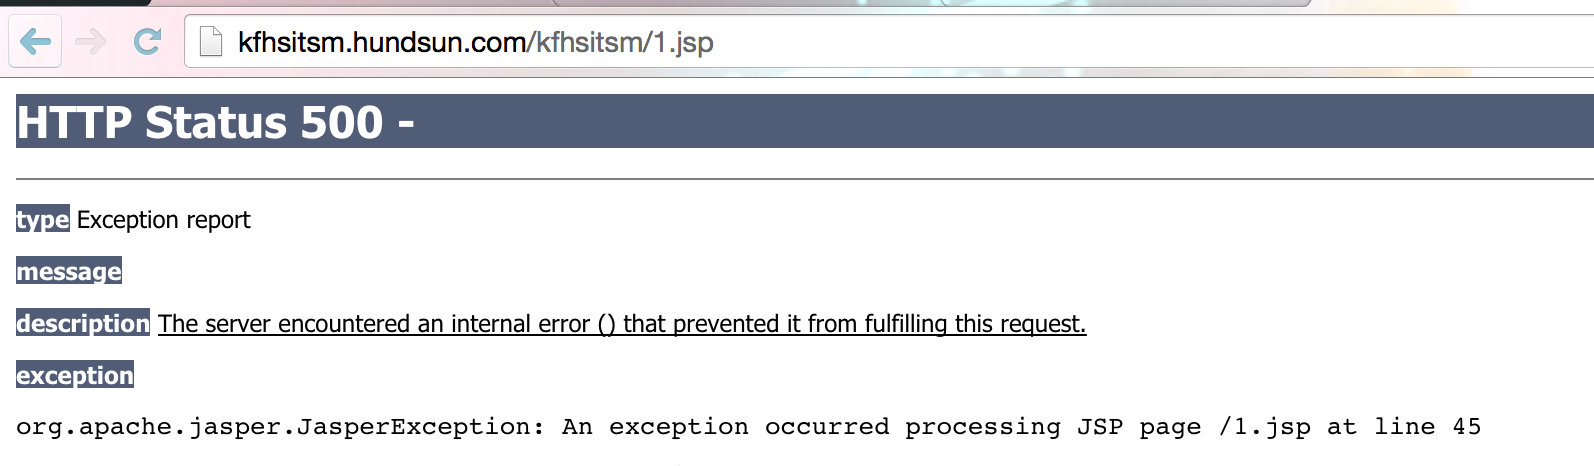 kfhsitsm.hundsun.com/kfhsitsm/1.jsp
HTTP Status 500 -
type Exception report
message
description The server encountered an internal error () that prevented it from fulfilling this request.
exception
org.apache.jasper.JasperException: An exception occurred processing JSP page /1.jsp at line 45